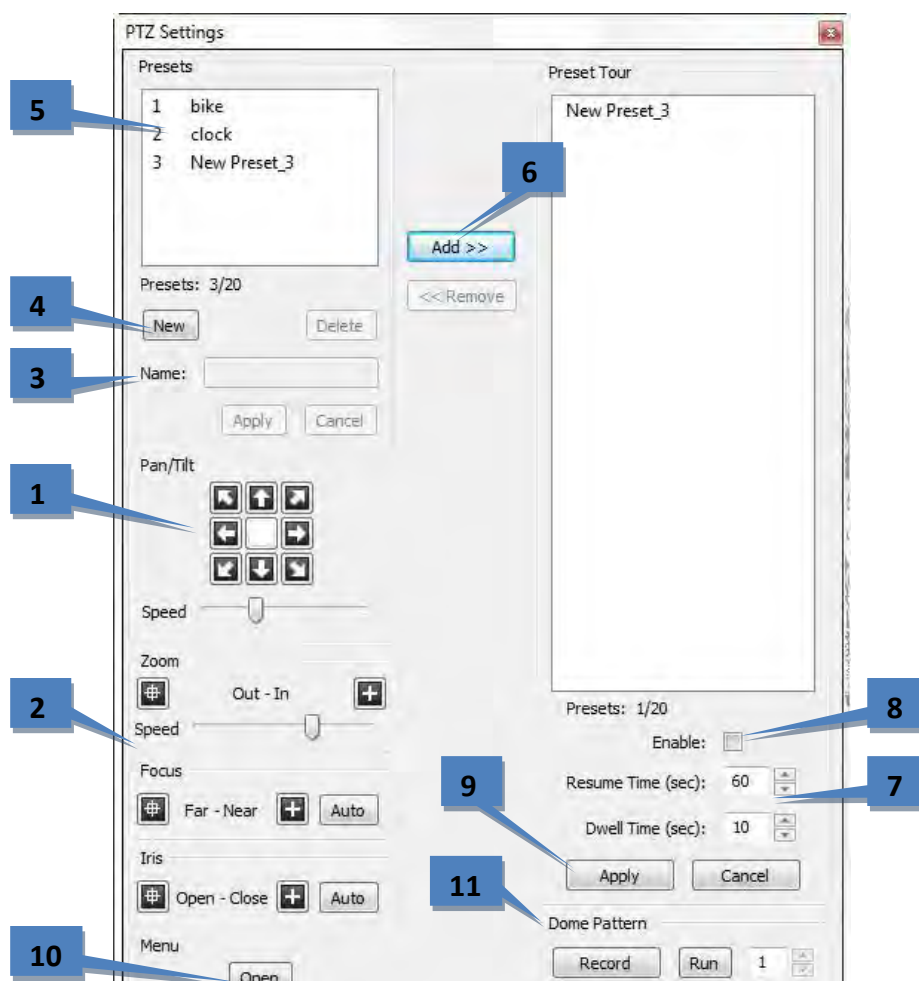 PTZ Settings
Presets
1 bike
2 clock
3 New Preset_3
5
Presets: 3/20
4
New Delete
3
Name:
Apply Cancel
6
Add >>
<< Remove
Preset Tour
New Preset_3
Pan/Tilt
1
Speed
Zoom
Out - In
2
Speed
Focus
Far - Near Auto
Iris
Open - Close Auto
Menu
10
Open
Presets: 1/20
8
Enable:
7
Resume Time (sec): 60
Dwell Time (sec): 10
9
Apply Cancel
11
Dome Pattern
Record Run 1